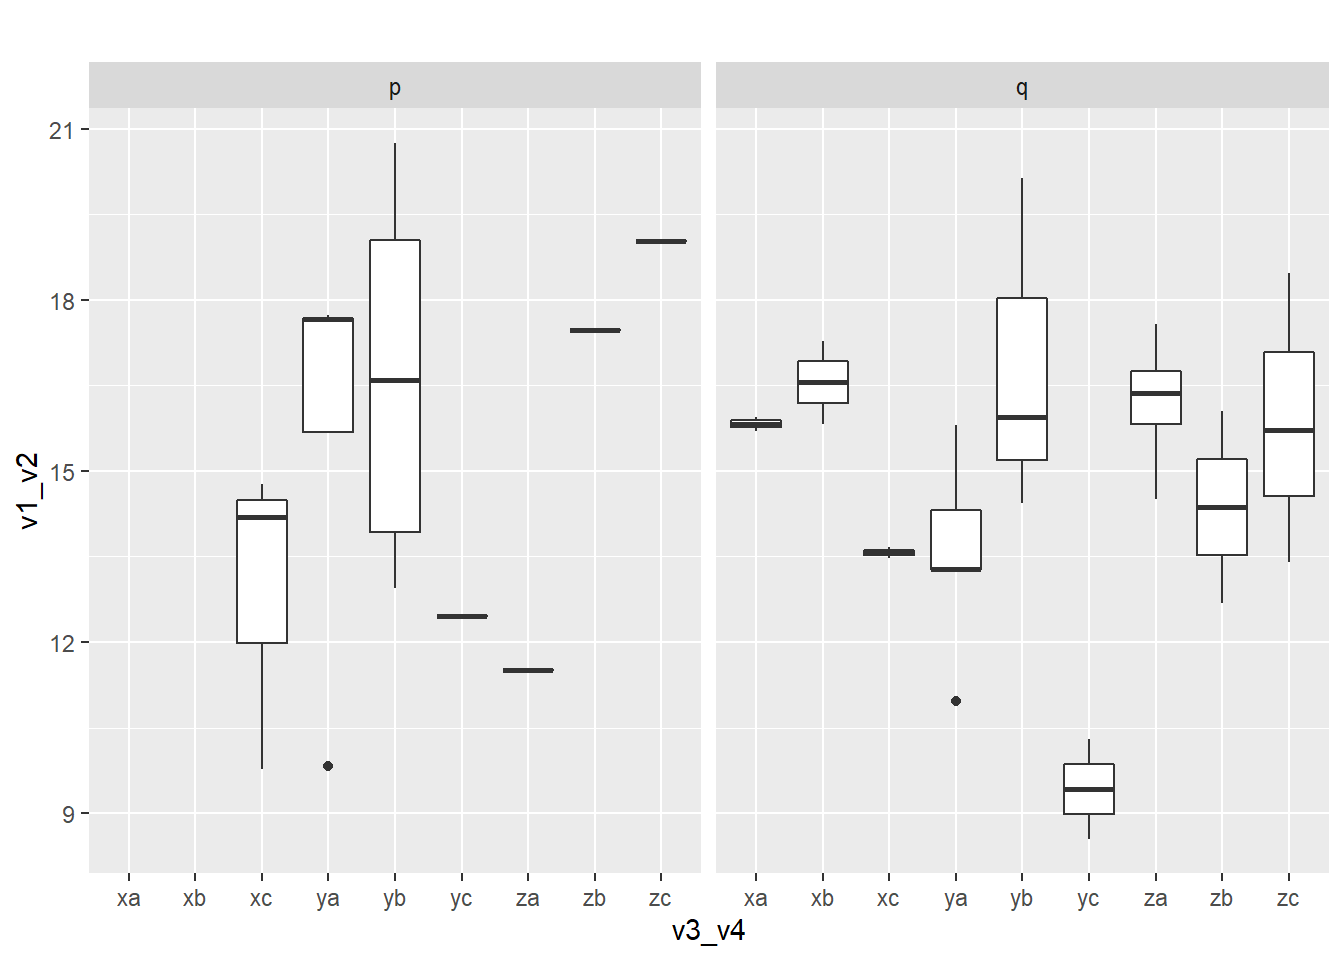 p q
21
18
15
12
9
v1_v2
xa xb xc ya yb yc za zb zc xa xb xc ya yb yc za zb zc
v3_v4